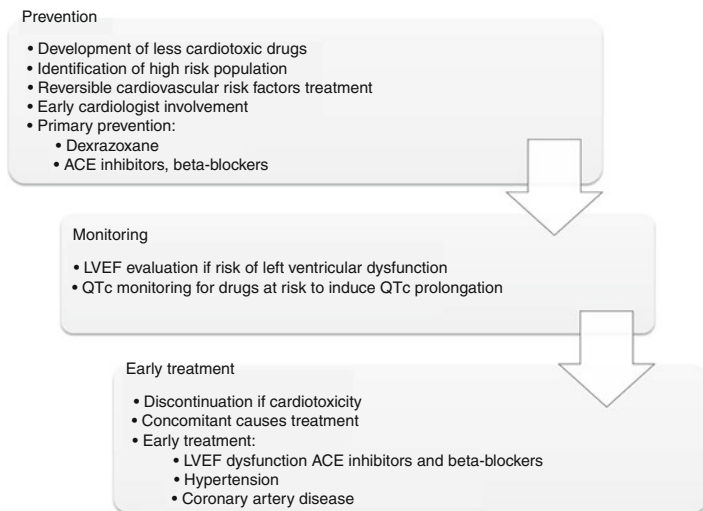 Prevention
• Development of less cardiotoxic drugs
• Identification of high risk population
• Reversible cardiovascular risk factors treatment
• Early cardiologist involvement
• Primary prevention:
• Dexrazoxane
• ACE inhibitors, beta-blockers
Monitoring
• LVEF evaluation if risk of left ventricular dysfunction
• QTc monitoring for drugs at risk to induce QTc prolongation
Early treatment
• Discontinuation if cardiotoxicity
• Concomitant causes treatment
• Early treatment:
• LVEF dysfunction ACE inhibitors and beta-blockers
• Hypertension
• Coronary artery disease